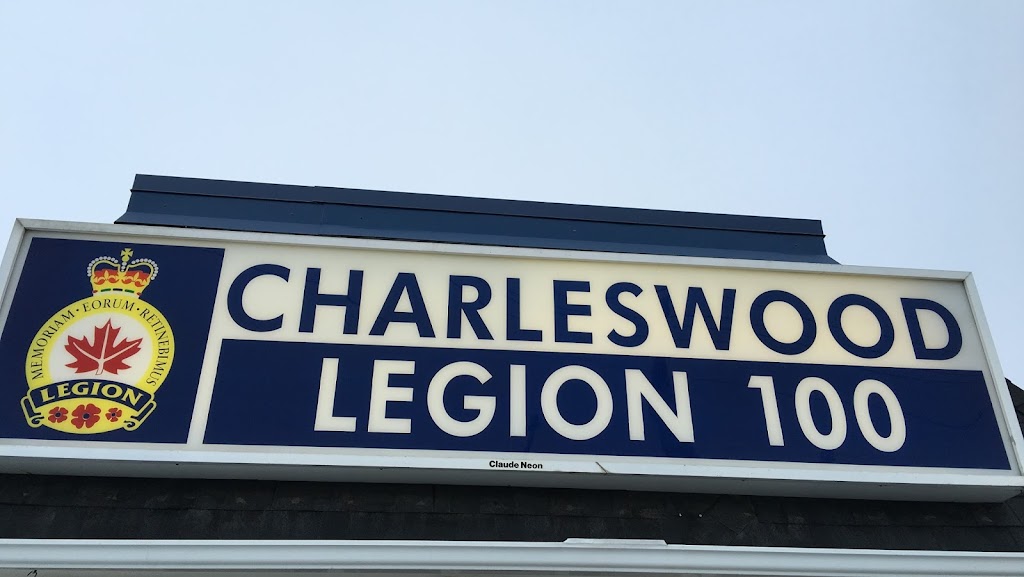 MEMORIAM · EORUM · RETINEBIMUS
LEGION
CHARLESWOOD
LEGION 100
Claude Neon